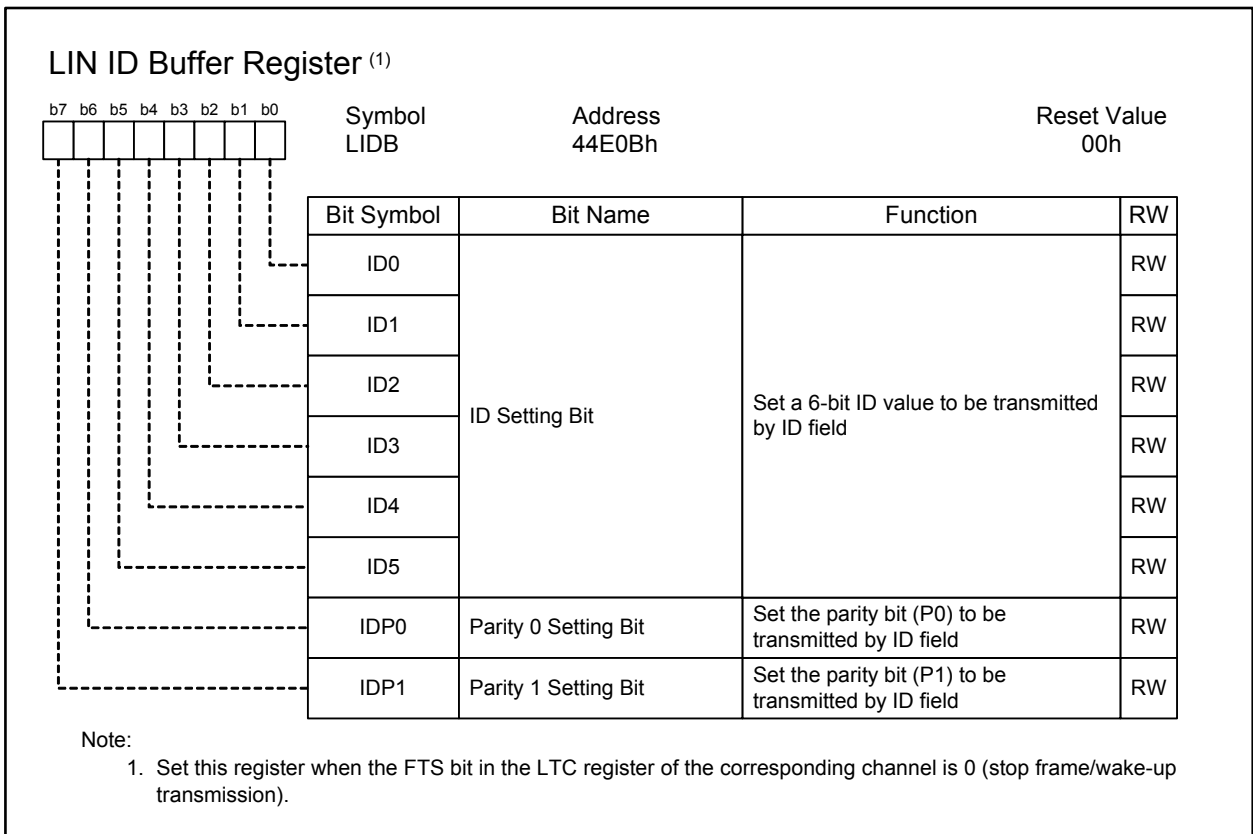 LIN ID Buffer Register (1)
b7 b6 b5 b4 b3 b2 b1 b0
Symbol Address Reset Value
LIDB 44E0Bh 00h
Bit Symbol Bit Name Function RW
ID0 RW
ID1 RW
ID2 RW
ID Setting Bit
Set a 6-bit ID value to be transmitted
by ID field
ID3 RW
ID4 RW
ID5 RW
IDP0 Parity 0 Setting Bit Set the parity bit (P0) to be
transmitted by ID field RW
IDP1 Parity 1 Setting Bit Set the parity bit (P1) to be
transmitted by ID field RW
Note:
1. Set this register when the FTS bit in the LTC register of the corresponding channel is 0 (stop frame/wake-up
transmission).